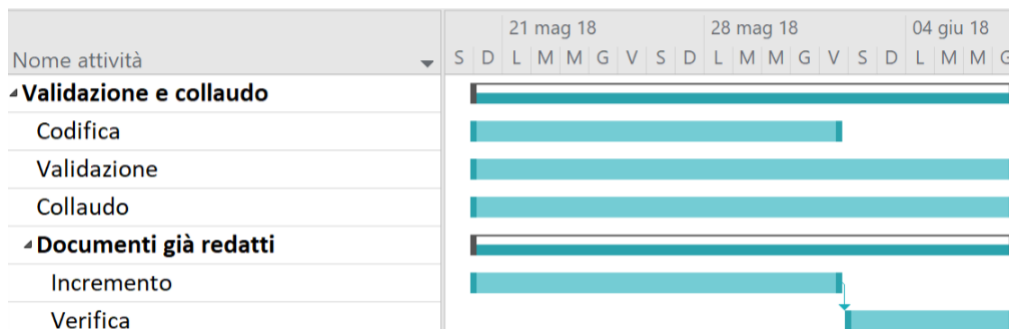 21 mag 18 28 mag 18 04 giu 18
Nome attività S D L M M G V S D L M M G V S D L M M G
Validazione e collaudo
Codifica
Validazione
Collaudo
Documenti già redatti
Incremento
Verifica